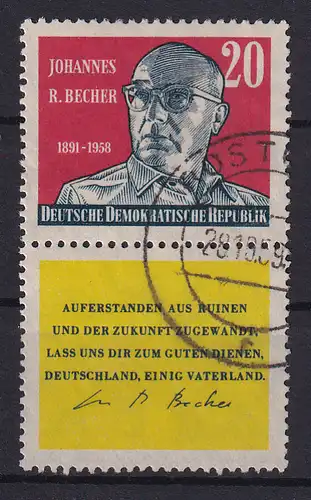 JOHANNES
R. BECHER
20
1891-1958
DEUTSCHE DEMOKRATISCHE REPUBLIK
AUFERSTANDEN AUS RUINEN
UND DER ZUKUNFT ZUGEWANDT,
LASS UNS DIR ZUM GUTEN DIENEN,
DEUTSCHLAND, EINIG VATERLAND.
Becher